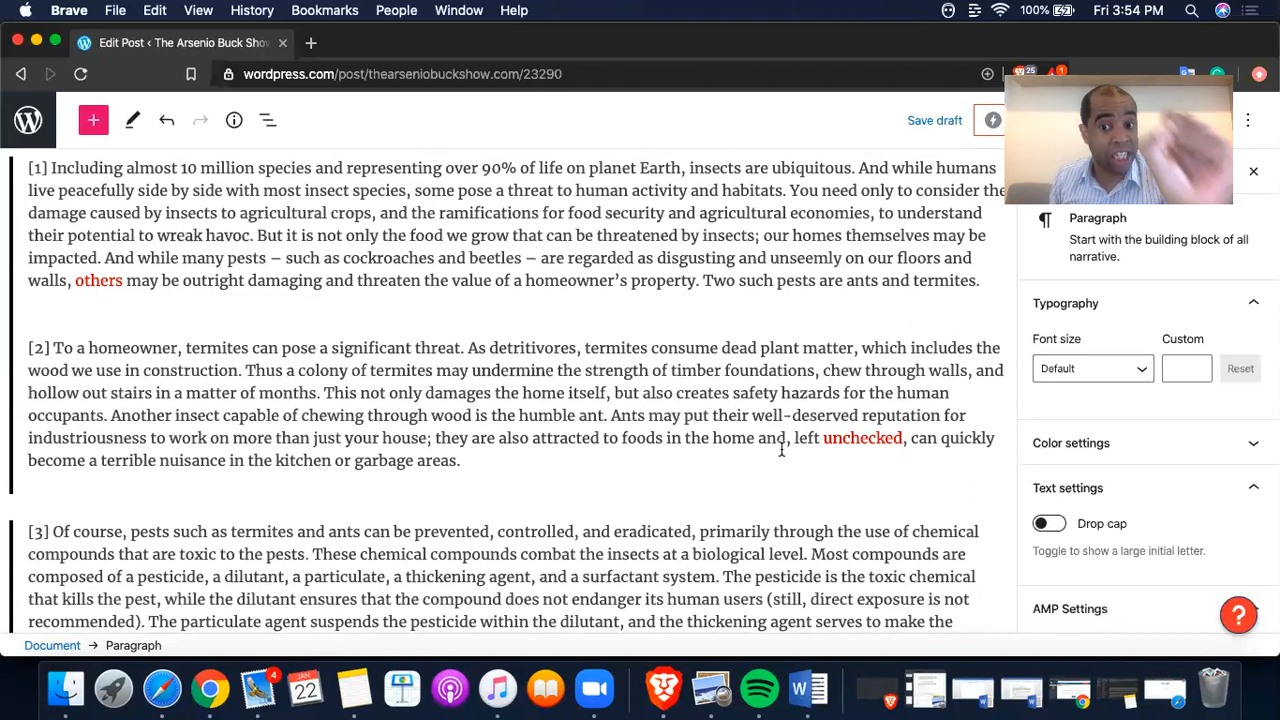 Brave File Edit View History Bookmarks People Window Help 100% Fri 3:54 PM
Edit Post ‹ The Arsenio Buck Show
wordpress.com/post/thearseniobuckshow.com/23290 25 1
Save draft
[1] Including almost 10 million species and representing over 90% of life on planet Earth, insects are ubiquitous. And while humans
live peacefully side by side with most insect species, some pose a threat to human activity and habitats. You need only to consider the
damage caused by insects to agricultural crops, and the ramifications for food security and agricultural economies, to understand
their potential to wreak havoc. But it is not only the food we grow that can be threatened by insects; our homes themselves may be
impacted. And while many pests – such as cockroaches and beetles – are regarded as disgusting and unseemly on our floors and
walls, others may be outright damaging and threaten the value of a homeowner's property. Two such pests are ants and termites.
[2] To a homeowner, termites can pose a significant threat. As detritivores, termites consume dead plant matter, which includes the
wood we use in construction. Thus a colony of termites may undermine the strength of timber foundations, chew through walls, and
hollow out stairs in a matter of months. This not only damages the home itself, but also creates safety hazards for the human
occupants. Another insect capable of chewing through wood is the humble ant. Ants may put their well-deserved reputation for
industriousness to work on more than just your house; they are also attracted to foods in the home and, left unchecked, can quickly
become a terrible nuisance in the kitchen or garbage areas.
[3] Of course, pests such as termites and ants can be prevented, controlled, and eradicated, primarily through the use of chemical
compounds that are toxic to the pests. These chemical compounds combat the insects at a biological level. Most compounds are
composed of a pesticide, a dilutant, a particulate, a thickening agent, and a surfactant system. The pesticide is the toxic chemical
that kills the pest, while the dilutant ensures that the compound does not endanger its human users (still, direct exposure is not
recommended). The particulate agent suspends the pesticide within the dilutant, and the thickening agent serves to make the
Paragraph
Start with the building block of all
narrative.
Typography
Font size Custom
Default Reset
Color settings
Text settings
Drop cap
Toggle to show a large initial letter.
AMP Settings
?
Document → Paragraph
4
JAN
22